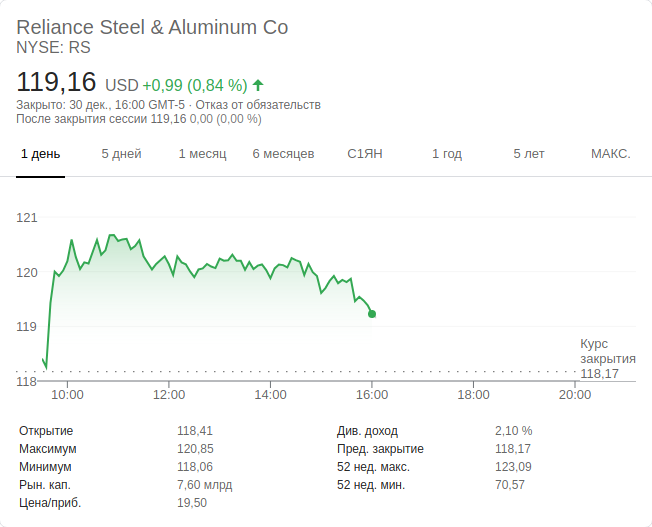 Reliance Steel & Aluminum Co
NYSE: RS
119,16 USD +0,99 (0,84 %)
Закрыто: 30 дек., 16:00 GMT-5 · Отказ от обязательств
После закрытия сессии 119,16 0,00 (0,00 %)
1 день 5 дней 1 месяц 6 месяцев С1ЯН 1 год 5 лет МАКС.
121
120
119
118
Курс
закрытия
118,17
10:00 12:00 14:00 16:00 18:00 20:00
Открытие 118,41 Див. доход 2,10 %
Максимум 120,85 Пред. закрытие 118,17
Минимум 118,06 52 нед. макс. 123,09
Рын. кап. 7,60 млрд 52 нед. мин. 70,57
Цена/приб. 19,50